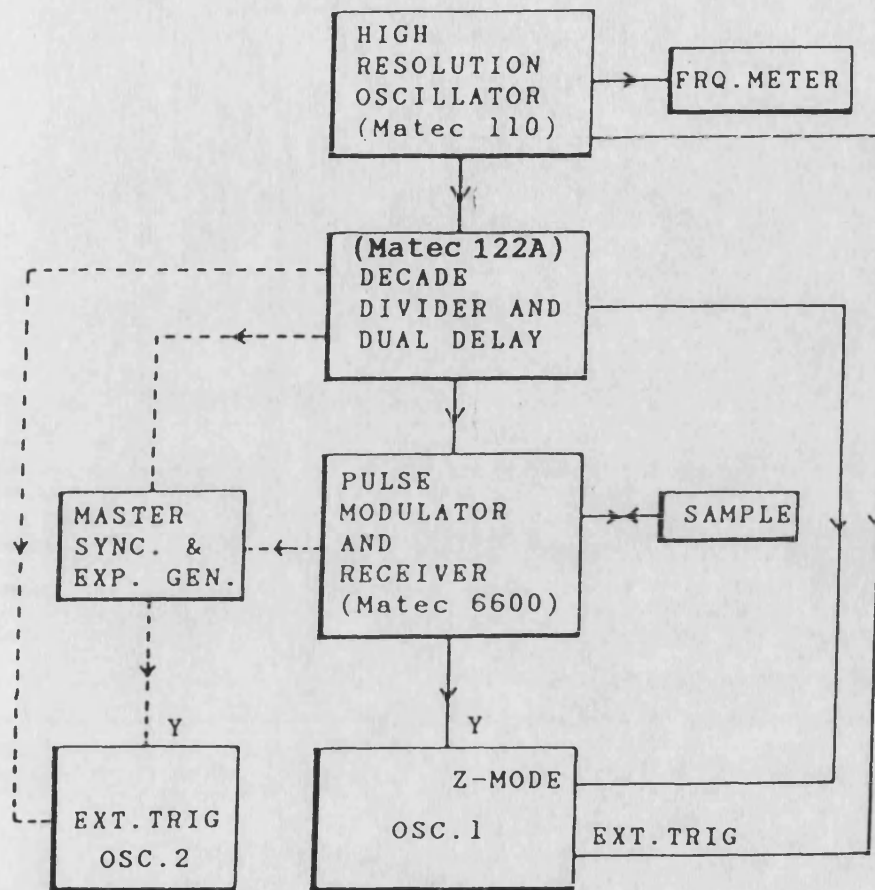 HIGH
RESOLUTION
OSCILLATOR
(Matec 110)
FRQ.METER
(Matec 122A)
DECADE
DIVIDER AND
DUAL DELAY
PULSE
MODULATOR
AND
RECEIVER
(Matec 6600)
SAMPLE
MASTER
SYNC. &
EXP. GEN.
Y
Y
EXT.TRIG
OSC.2
Z-MODE
OSC.1
EXT.TRIG